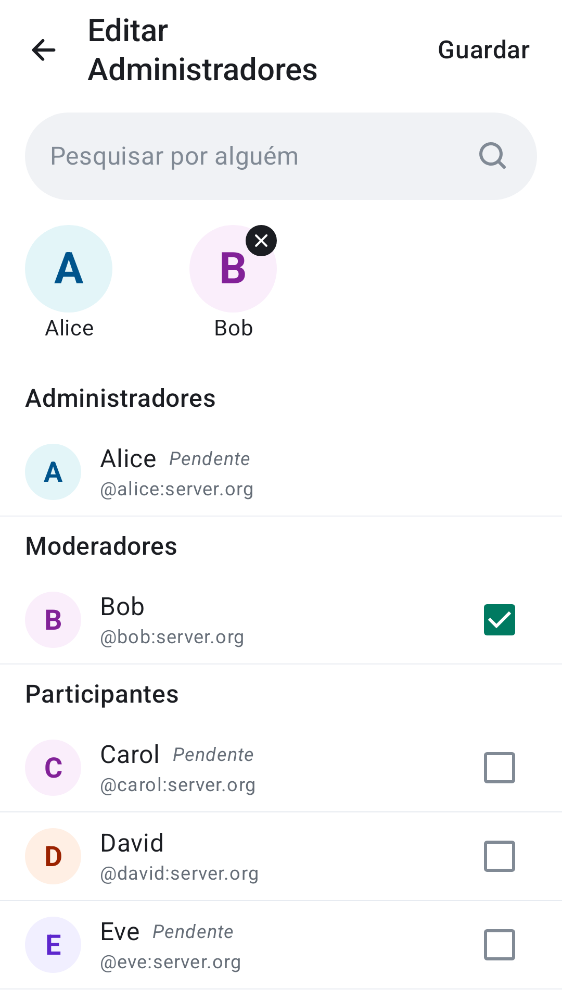 Editar
Administradores
Guardar
Pesquisar por alguém
A
B
Alice
Bob
Administradores
A
Alice Pendente
@alice:server.org
Moderadores
B
Bob
@bob:server.org
Participantes
C
Carol Pendente
@carol:server.org
D
David
@david:server.org
E
Eve Pendente
@eve:server.org